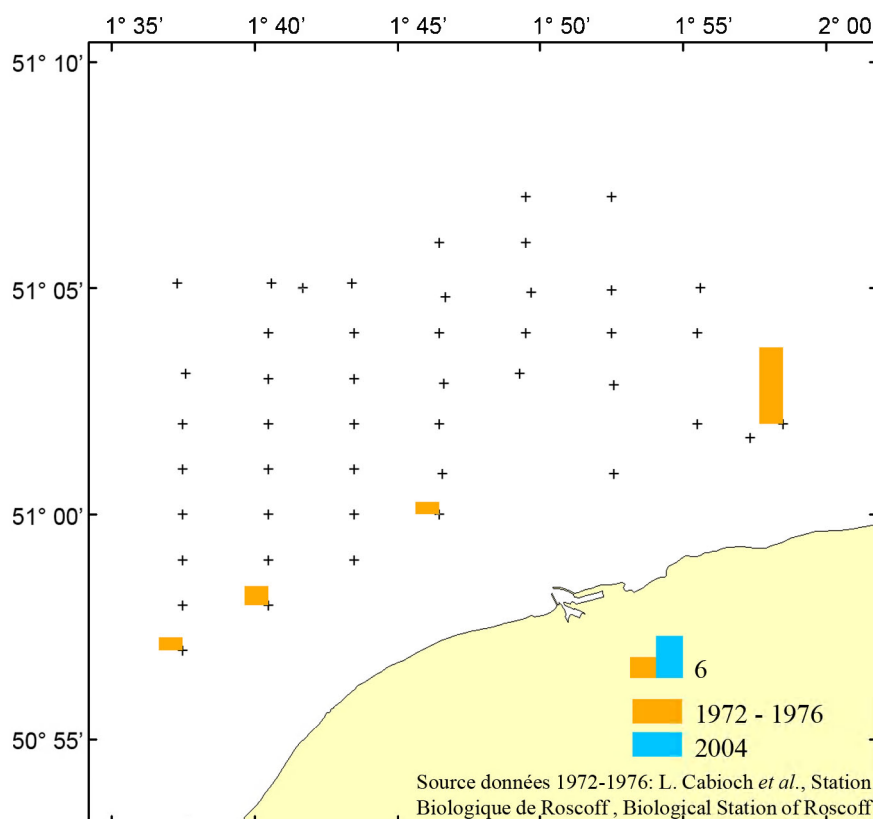 1° 35’ 1° 40’ 1° 45’ 1° 50’ 1° 55’ 2° 00’
51° 10’
51° 05’
51° 00’
50° 55’
6
1972 - 1976
2004
Source données 1972-1976: L. Cabioch et al., Station
Biologique de Roscoff , Biological Station of Roscoff